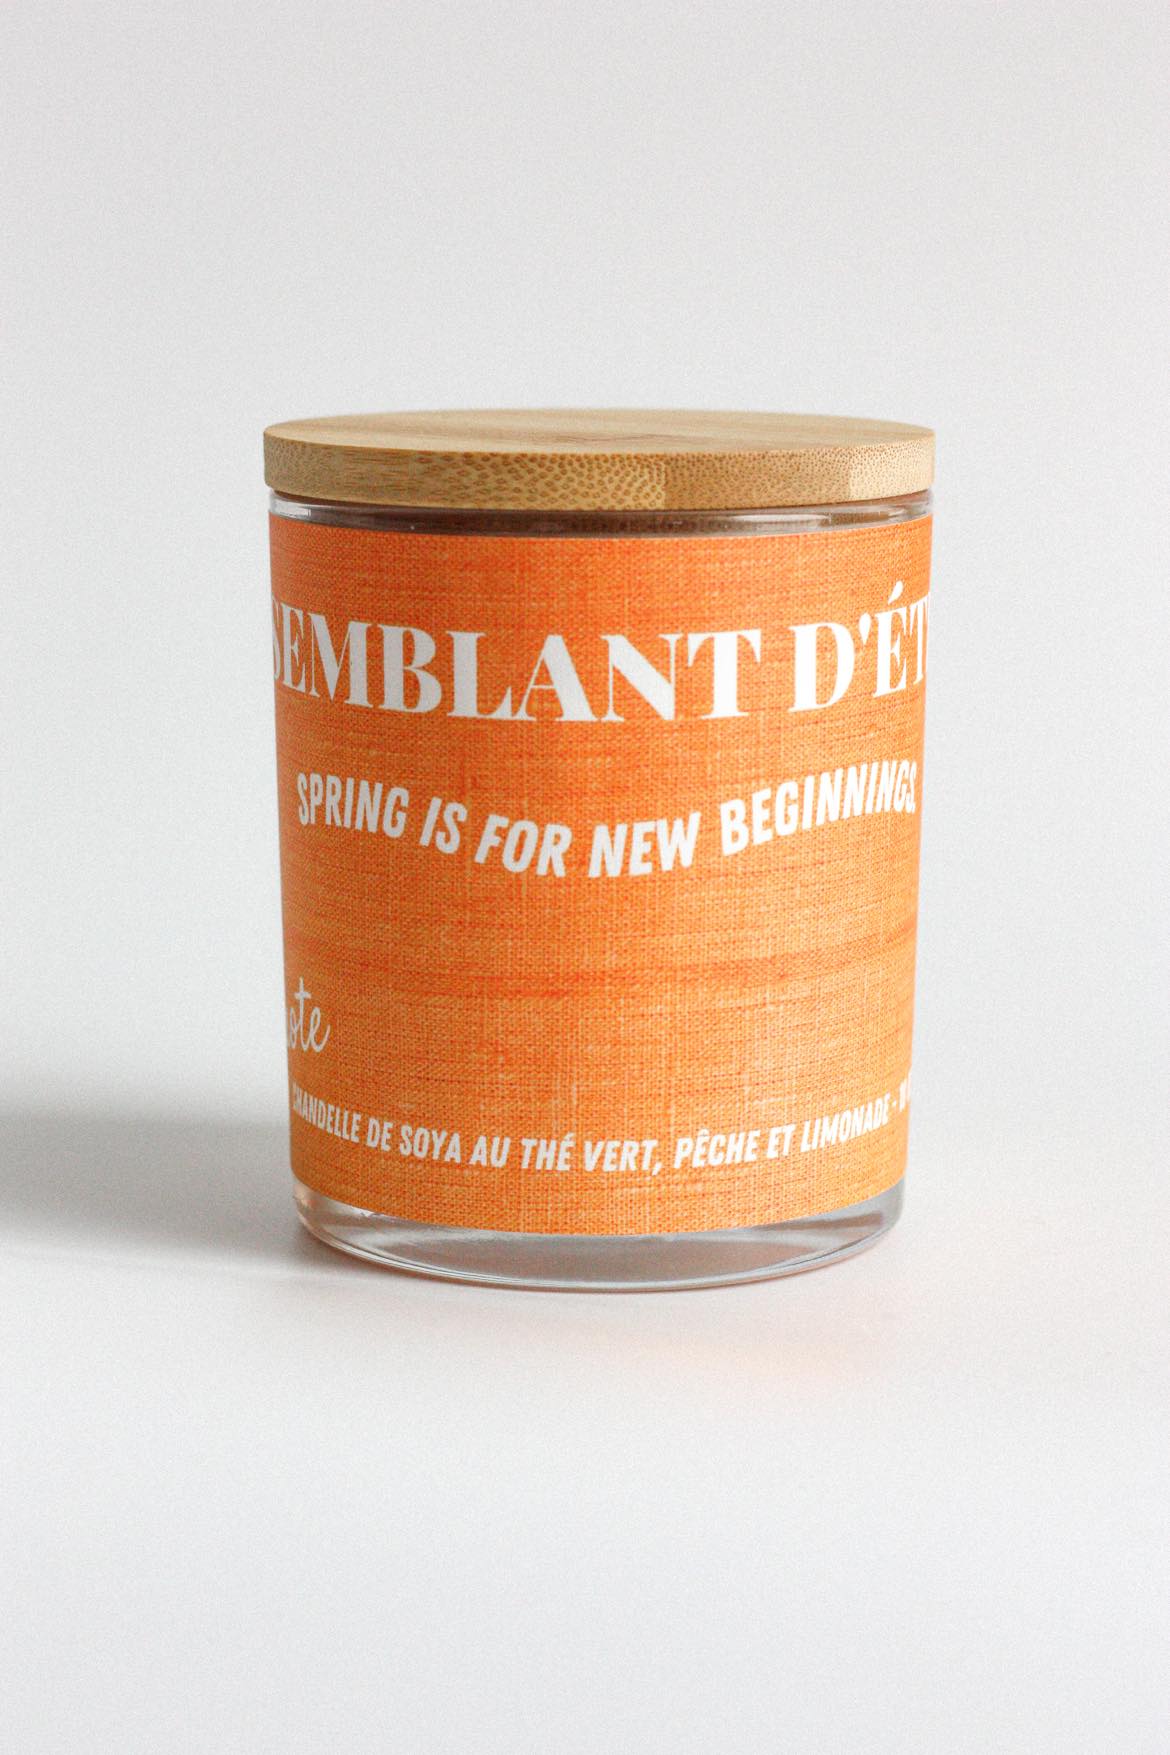 SEMBLANT D'ÉT
SPRING IS FOR NEW BEGINNINGS.
ote
CHANDELLE DE SOYA AU THÉ VERT, PÊCHE ET LIMONADE -